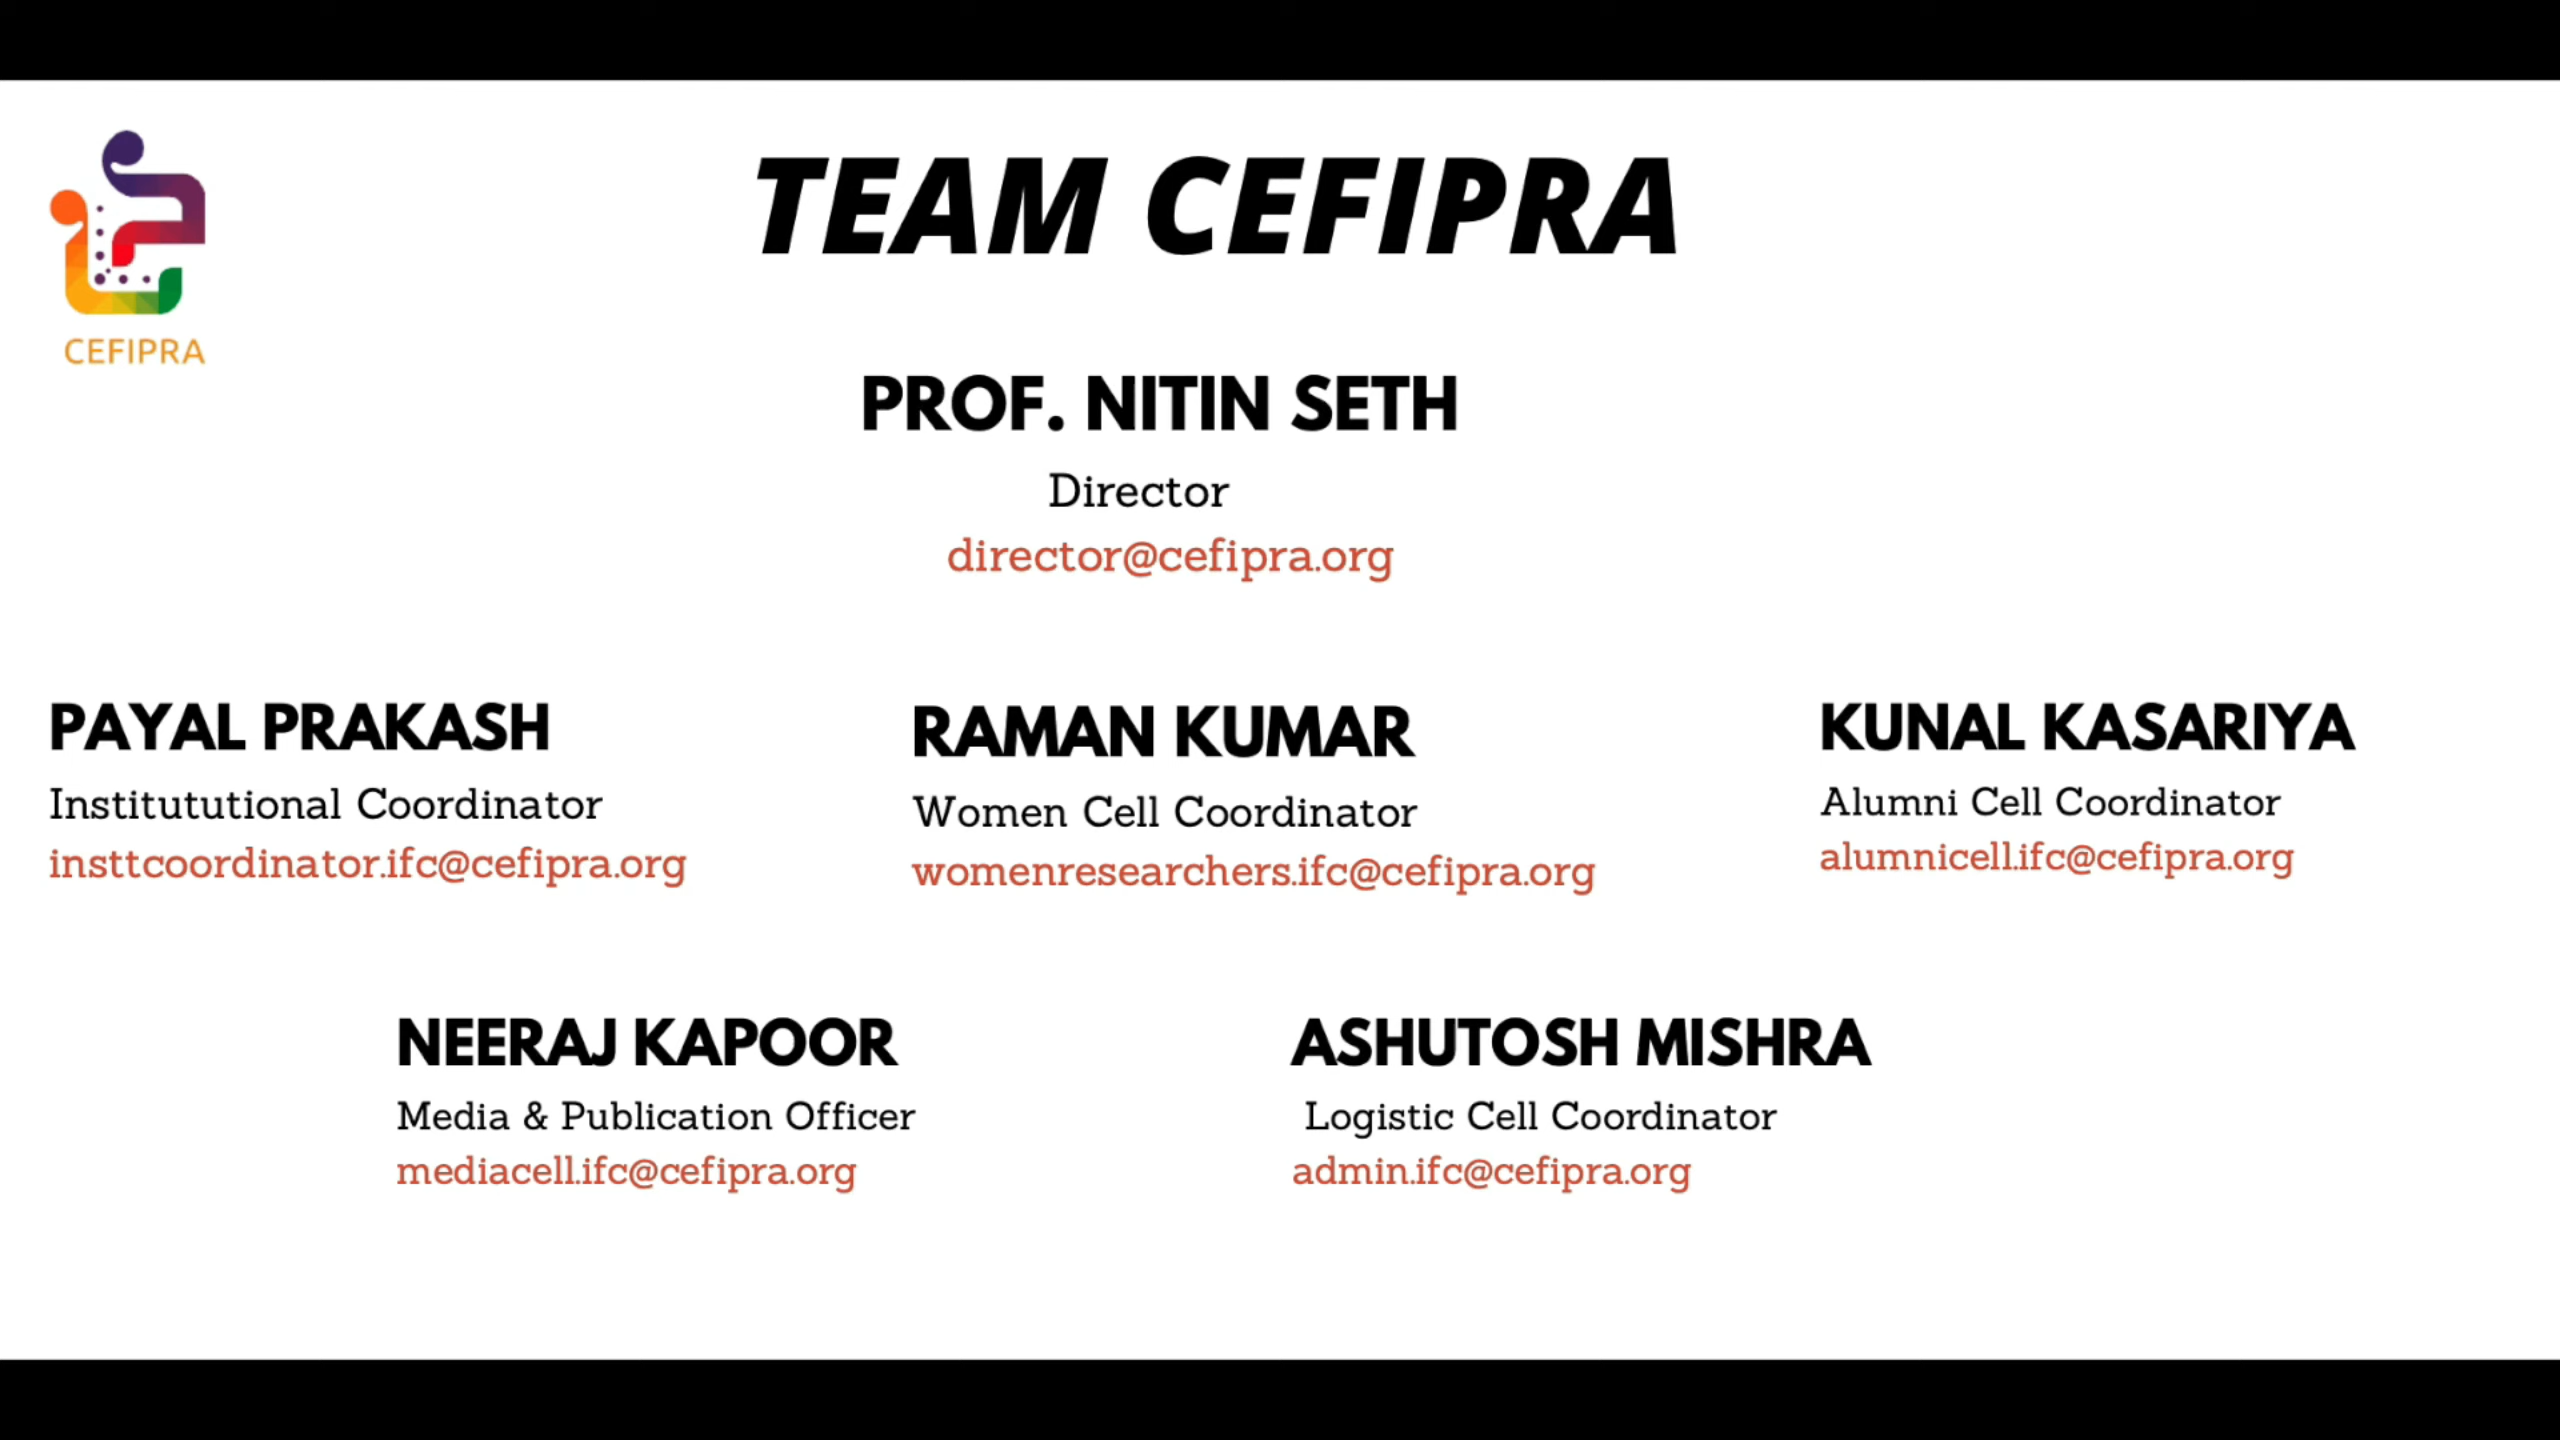 CEFIPRA
TEAM CEFIPRA
PROF. NITIN SETH
Director
director@cefipra.org
PAYAL PRAKASH
Institututional Coordinator
insttcoordinator.ifc@cefipra.org
RAMAN KUMAR
Women Cell Coordinator
womenresearchers.ifc@cefipra.org
KUNAL KASARIYA
Alumni Cell Coordinator
alumnicell.ifc@cefipra.org
NEERAJ KAPOOR
Media & Publication Officer
mediacell.ifc@cefipra.org
ASHUTOSH MISHRA
Logistic Cell Coordinator
admin.ifc@cefipra.org